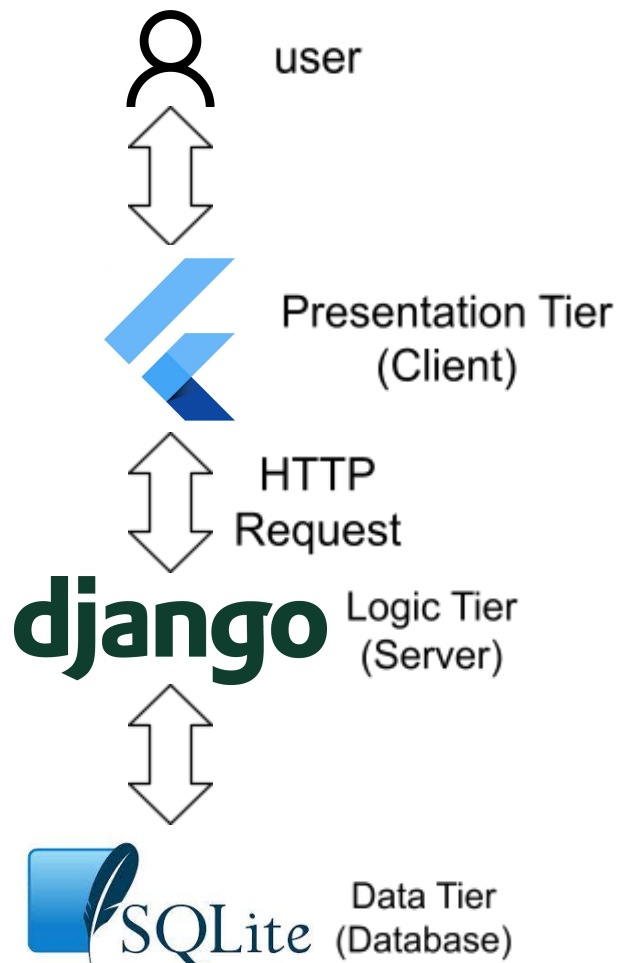 user
Presentation Tier
(Client)
HTTP
Request
django
Logic Tier
(Server)
SQLite
Data Tier
(Database)